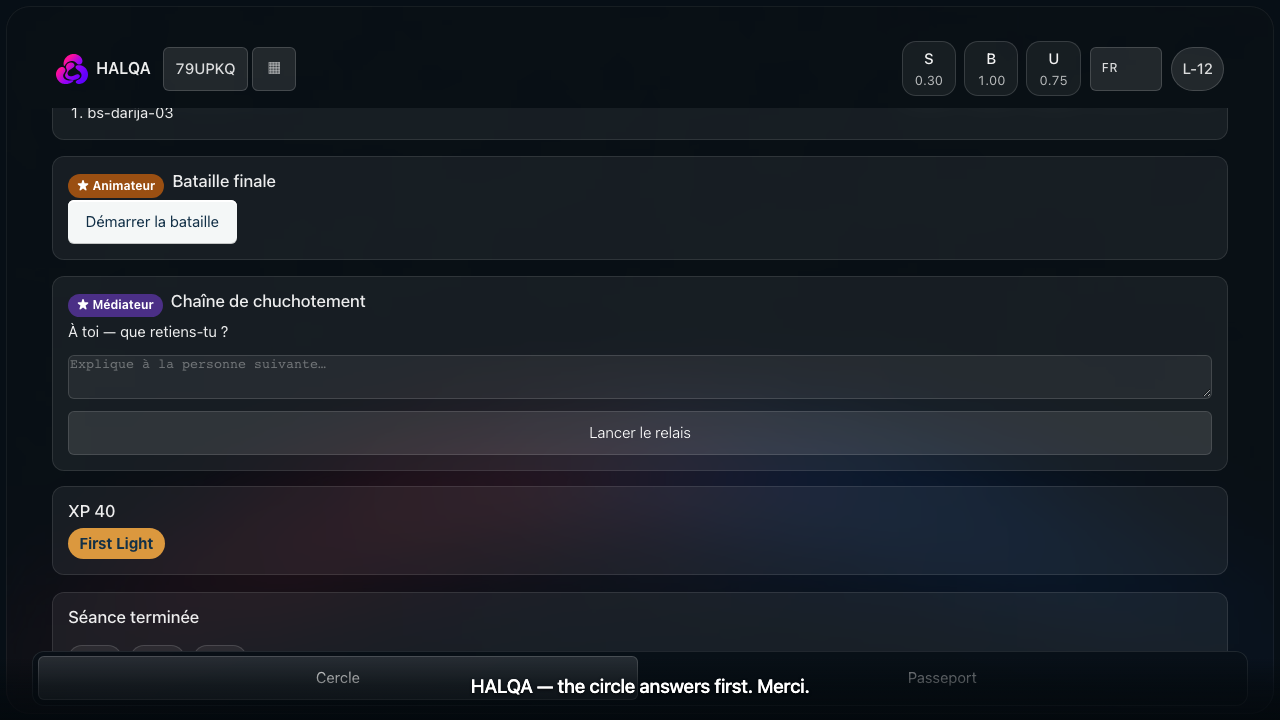 HALQA
79UPKQ
S
0.30
B
1.00
U
0.75
FR
L-12
1. bs-darija-03
Animateur
Bataille finale
Démarrer la bataille
Médiateur
Chaîne de chuchotement
À toi — que retiens-tu ?
Explique à la personne suivante…
Lancer le relais
XP 40
First Light
Séance terminée
Cercle
Passeport
HALQA — the circle answers first. Merci.